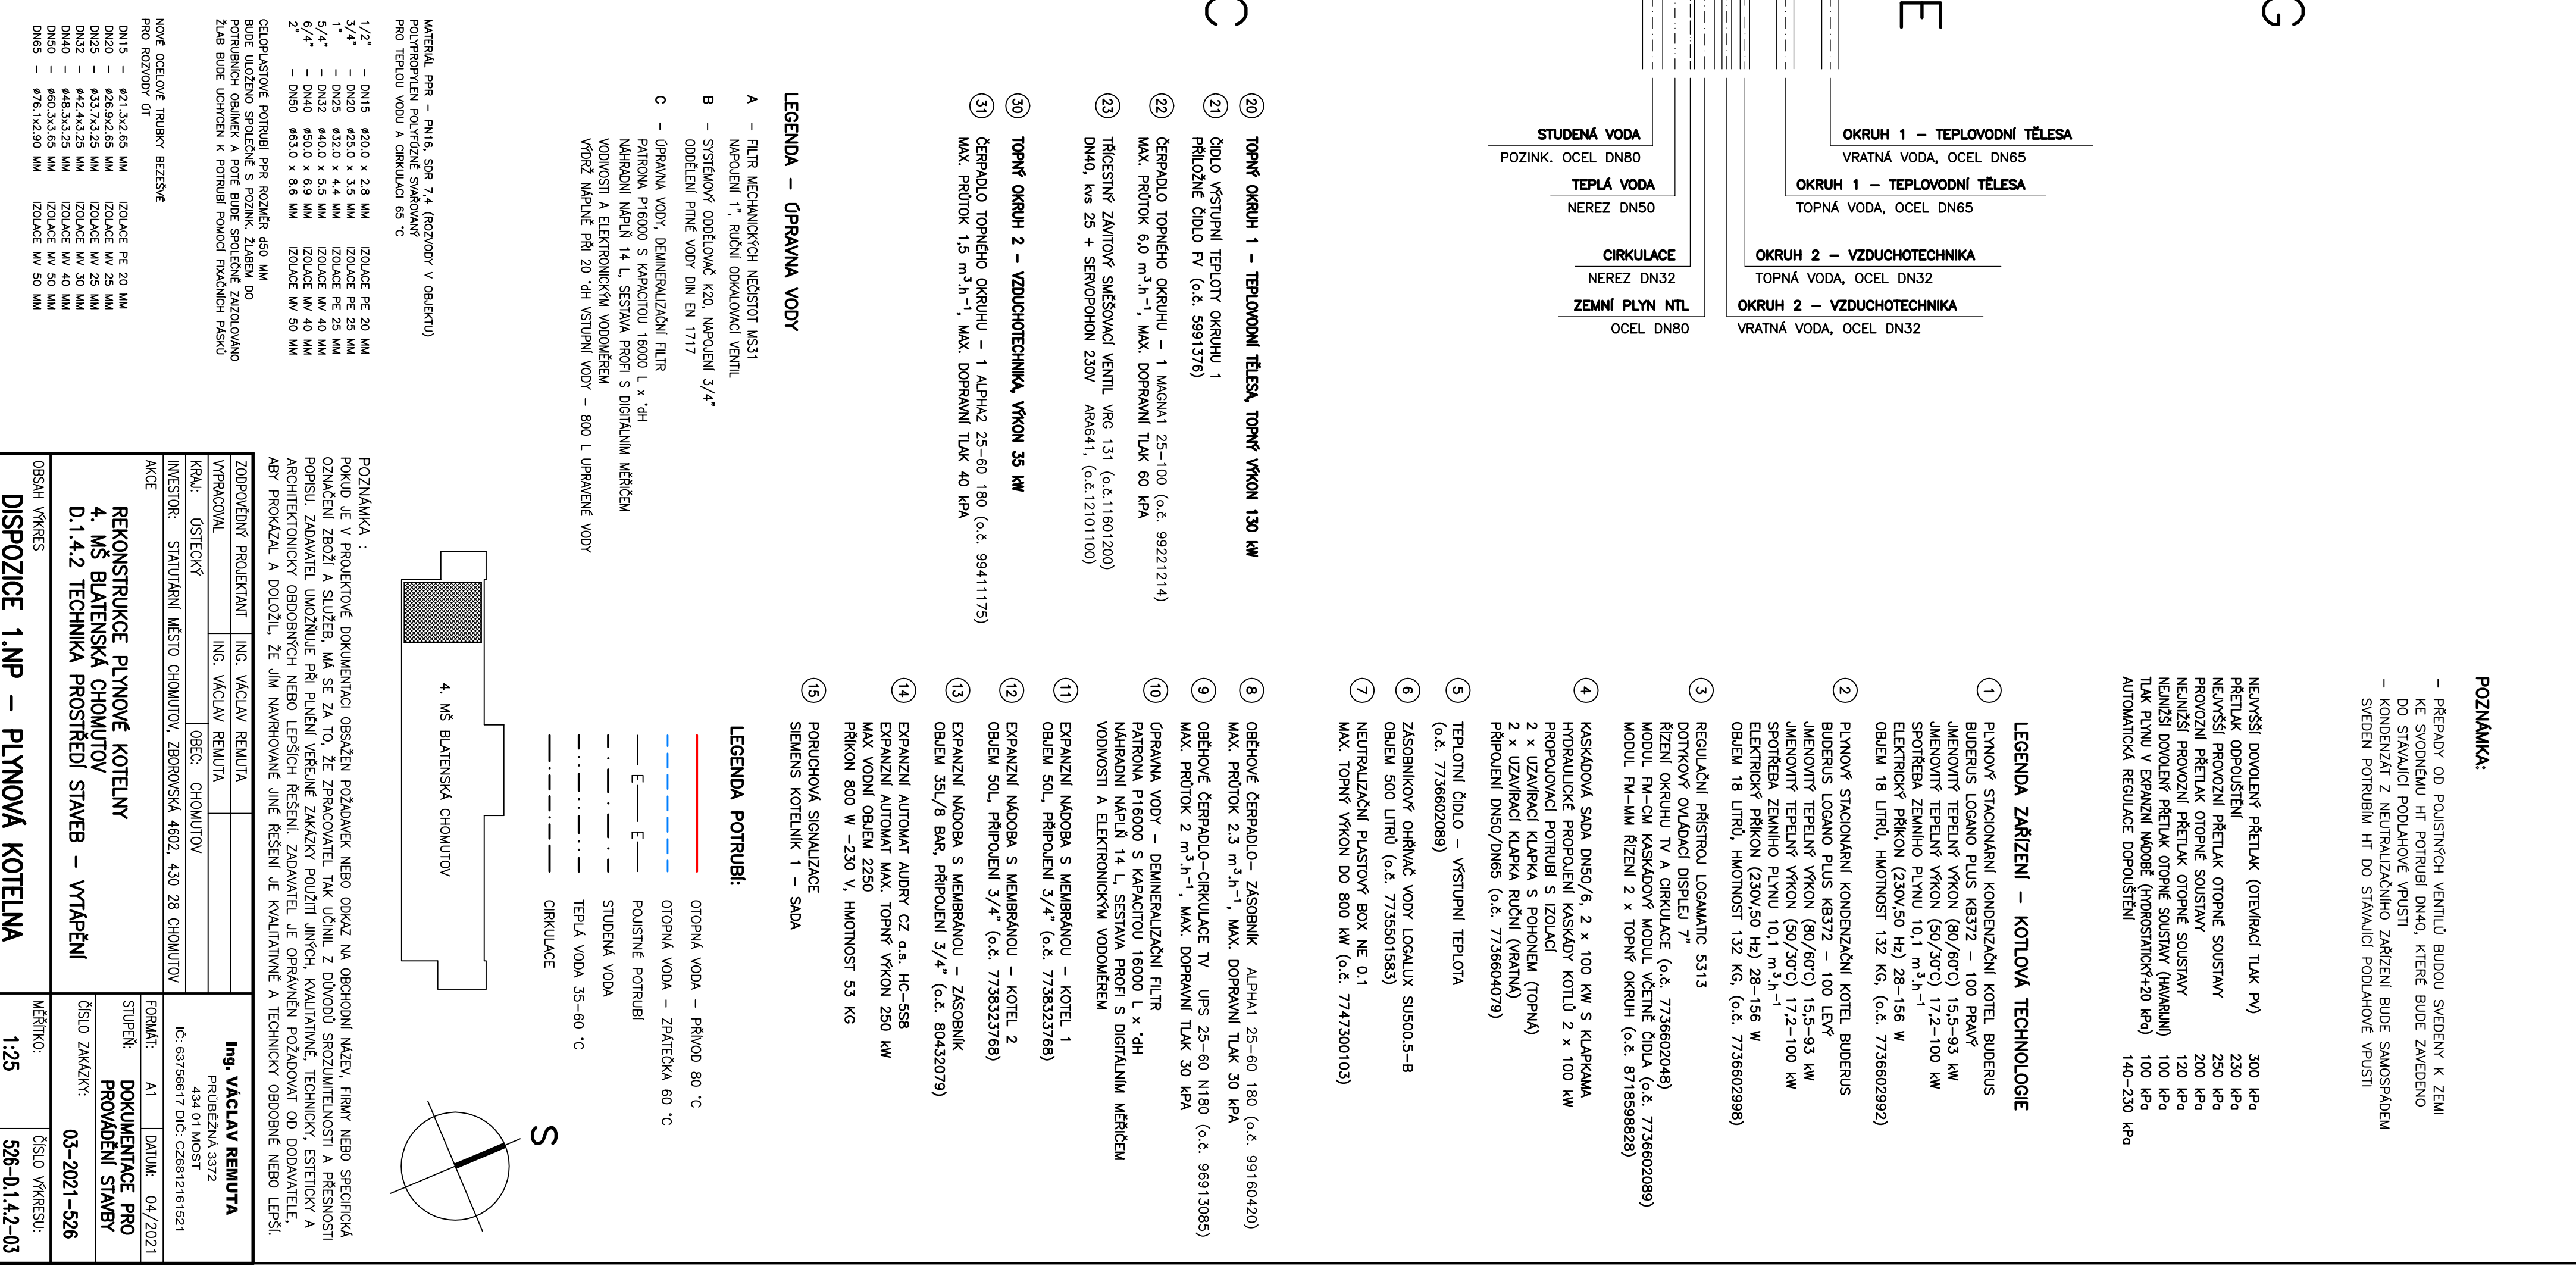 G
E
C
STUDENÁ VODA
POZINK. OCEL DN80
TEPLÁ VODA
NEREZ DN50
CIRKULACE
NEREZ DN32
ZEMNÍ PLYN NTL
OCEL DN80
OKRUH 1 – TEPLOVODNÍ TĚLESA
VRATNÁ VODA, OCEL DN65
OKRUH 1 – TEPLOVODNÍ TĚLESA
TOPNÁ VODA, OCEL DN65
OKRUH 2 – VZDUCHOTECHNIKA
TOPNÁ VODA, OCEL DN32
OKRUH 2 – VZDUCHOTECHNIKA
VRATNÁ VODA, OCEL DN32
POZNÁMKA:
– PŘEPADY OD POJISTNÝCH VENTILŮ BUDOU SVEDENY K ZEMI
KE SVODNÉMU HT POTRUBÍ DN40, KTERÉ BUDE ZAVEDENO
DO STÁVAJÍCÍ PODLAHOVÉ VPUSTI
– KONDENZÁT Z NEUTRALIZAČNÍHO ZAŘÍZENÍ BUDE SAMOSPÁDEM
SVEDEN POTRUBÍM HT DO STÁVAJÍCÍ PODLAHOVÉ VPUSTI
NEJVYŠŠÍ DOVOLENÝ PŘETLAK (OTEVÍRACÍ TLAK PV) 300 kPa
PŘETLAK ODPOUŠTĚNÍ 230 kPa
NEJVYŠŠÍ PROVOZNÍ PŘETLAK OTOPNÉ SOUSTAVY 250 kPa
PROVOZNÍ PŘETLAK OTOPNÉ SOUSTAVY 200 kPa
NEJNIŽŠÍ PROVOZNÍ PŘETLAK OTOPNÉ SOUSTAVY 120 kPa
NEJNIŽŠÍ DOVOLENÝ PŘETLAK OTOPNÉ SOUSTAVY (HAVARIJNÍ) 100 kPa
TLAK PLYNU V EXPANZNÍ NÁDOBĚ (HYDROSTATICKÝ+20 kPa) 100 kPa
AUTOMATICKÁ REGULACE DOPOUŠTĚNÍ 140–230 kPa
LEGENDA ZAŘÍZENÍ – KOTLOVÁ TECHNOLOGIE
1 PLYNOVÝ STACIONÁRNÍ KONDENZAČNÍ KOTEL BUDERUS
BUDERUS LOGANO PLUS KB372 – 100 PRAVÝ
JMENOVITÝ TEPELNÝ VÝKON (80/60°C) 15,5–93 kW
JMENOVITÝ TEPELNÝ VÝKON (50/30°C) 17,2–100 kW
SPOTŘEBA ZEMNÍHO PLYNU 10,1 m³.h⁻¹
ELEKTRICKÝ PŘÍKON (230V,50 Hz) 28–156 W
OBJEM 18 LITRŮ, HMOTNOST 132 KG, (o.č. 7736602992)
2 PLYNOVÝ STACIONÁRNÍ KONDENZAČNÍ KOTEL BUDERUS
BUDERUS LOGANO PLUS KB372 – 100 LEVÝ
JMENOVITÝ TEPELNÝ VÝKON (80/60°C) 15,5–93 kW
JMENOVITÝ TEPELNÝ VÝKON (50/30°C) 17,2–100 kW
SPOTŘEBA ZEMNÍHO PLYNU 10,1 m³.h⁻¹
ELEKTRICKÝ PŘÍKON (230V,50 Hz) 28–156 W
OBJEM 18 LITRŮ, HMOTNOST 132 KG, (o.č. 7736602998)
3 REGULAČNÍ PŘÍSTROJ LOGAMATIC 5313
DOTYKOVÝ OVLÁDACÍ DISPLEJ 7"
ŘÍZENÍ OKRUHU TV A CIRKULACE (o.č. 7736602048)
MODUL FM–CM KASKÁDOVÝ MODUL VČETNĚ ČIDLA (o.č. 7736602089)
MODUL FM–MM ŘÍZENÍ 2 x TOPNÝ OKRUH (o.č. 8718598828)
4 KASKÁDOVÁ SADA DN50/6, 2 x 100 KW S KLAPKAMA
HYDRAULICKÉ PROPOJENÍ KASKÁDY KOTLŮ 2 x 100 kW
PROPOJOVACÍ POTRUBÍ S IZOLACÍ
2 x UZAVÍRACÍ KLAPKA S POHONEM (TOPNÁ)
2 x UZAVÍRACÍ KLAPKA RUČNÍ (VRATNÁ)
PŘIPOJENÍ DN50/DN65 (o.č. 7736604079)
5 TEPLOTNÍ ČIDLO – VÝSTUPNÍ TEPLOTA
(o.č. 7736602089)
6 ZÁSOBNÍKOVÝ OHŘÍVAČ VODY LOGALUX SU500.5–B
OBJEM 500 LITRŮ (o.č. 7735501583)
7 NEUTRALIZAČNÍ PLASTOVÝ BOX NE 0.1
MAX. TOPNÝ VÝKON DO 800 kW (o.č. 7747300103)
8 OBĚHOVÉ ČERPADLO– ZÁSOBNÍK ALPHA1 25–60 180 (o.č. 99160420)
MAX. PRŮTOK 2.3 m³.h⁻¹, MAX. DOPRAVNÍ TLAK 30 kPA
9 OBĚHOVÉ ČERPADLO–CIRKULACE TV UPS 25–60 N180 (o.č. 96913085)
MAX. PRŮTOK 2 m³.h⁻¹, MAX. DOPRAVNÍ TLAK 30 kPA
10 ÚPRAVNA VODY – DEMINERALIZAČNÍ FILTR
PATRONA P16000 S KAPACITOU 16000 L x °dH
NÁHRADNÍ NÁPLŇ 14 L, SESTAVA PROFI S DIGITÁLNÍM MĚŘIČEM
VODIVOSTI A ELEKTRONICKÝM VODOMĚREM
11 EXPANZNÍ NÁDOBA S MEMBRÁNOU – KOTEL 1
OBJEM 50L, PŘIPOJENÍ 3/4" (o.č. 7738323768)
12 EXPANZNÍ NÁDOBA S MEMBRÁNOU – KOTEL 2
OBJEM 50L, PŘIPOJENÍ 3/4" (o.č. 7738323768)
13 EXPANZNÍ NÁDOBA S MEMBRÁNOU – ZÁSOBNÍK
OBJEM 35L/8 BAR, PŘIPOJENÍ 3/4" (o.č. 80432079)
14 EXPANZNÍ AUTOMAT AUDRY CZ a.s. HC–5S8
EXPANZNÍ AUTOMAT MAX. TOPNÝ VÝKON 250 kW
MAX VODNÍ OBJEM 2250
PŘÍKON 800 W –230 V, HMOTNOST 53 KG
15 PORUCHOVÁ SIGNALIZACE
SIEMENS KOTELNÍK 1 – SADA
20 TOPNÝ OKRUH 1 – TEPLOVODNÍ TĚLESA, TOPNÝ VÝKON 130 kW
21 ČIDLO VÝSTUPNÍ TEPLOTY OKRUHU 1
PŘÍLOŽNÉ ČIDLO FV (o.č. 5991376)
22 ČERPADLO TOPNÉHO OKRUHU – 1 MAGNA1 25–100 (o.č. 99221214)
MAX. PRŮTOK 6,0 m³.h⁻¹, MAX. DOPRAVNÍ TLAK 60 kPA
23 TŘÍCESTNÝ ZÁVITOVÝ SMĚŠOVACÍ VENTIL VRG 131 (o.č.11601200)
DN40, kvs 25 + SERVOPOHON 230V ARA641, (o.č.12101100)
30 TOPNÝ OKRUH 2 – VZDUCHOTECHNIKA, VÝKON 35 kW
31 ČERPADLO TOPNÉHO OKRUHU – 1 ALPHA2 25–60 180 (o.č. 99411175)
MAX. PRŮTOK 1,5 m³.h⁻¹, MAX. DOPRAVNÍ TLAK 40 kPA
LEGENDA – ÚPRAVNA VODY
A – FILTR MECHANICKÝCH NEČISTOT MS31
NAPOJENÍ 1", RUČNÍ ODKALOVACÍ VENTIL
B – SYSTÉMOVÝ ODDĚLOVAČ K20, NAPOJENÍ 3/4"
ODDĚLENÍ PITNÉ VODY DIN EN 1717
C – ÚPRAVNA VODY, DEMINERALIZAČNÍ FILTR
PATRONA P16000 S KAPACITOU 16000 L x °dH
NÁHRADNÍ NÁPLŇ 14 L, SESTAVA PROFI S DIGITÁLNÍM MĚŘIČEM
VODIVOSTI A ELEKTRONICKÝM VODOMĚREM
VÝDRŽ NÁPLNĚ PŘI 20 °dH VSTUPNÍ VODY – 800 L UPRAVENÉ VODY
LEGENDA POTRUBÍ:
OTOPNÁ VODA – PŘÍVOD 80 °C
OTOPNÁ VODA – ZPÁTEČKA 60 °C
E E POJISTNÉ POTRUBÍ
STUDENÁ VODA
TEPLÁ VODA 35–60 °C
CIRKULACE
S
4. MŠ BLATENSKÁ CHOMUTOV
MATERIÁL PPR – PN16, SDR 7,4 (ROZVODY V OBJEKTU)
POLYPROPYLEN POLYFÚZNĚ SVAŘOVANÝ
PRO TEPLOU VODU A CIRKULACI 65 °C
1/2" – DN15 ø20.0 x 2.8 MM IZOLACE PE 20 MM
3/4" – DN20 ø25.0 x 3.5 MM IZOLACE PE 25 MM
1" – DN25 ø32.0 x 4.4 MM IZOLACE PE 25 MM
5/4" – DN32 ø40.0 x 5.5 MM IZOLACE MV 40 MM
6/4" – DN40 ø50.0 x 6.9 MM IZOLACE MV 40 MM
2" – DN50 ø63.0 x 8.6 MM IZOLACE MV 50 MM
CELOPLASTOVÉ POTRUBÍ PPR ROZMĚR d50 MM
BUDE ULOŽENO SPOLEČNĚ S POZINK. ŽLABEM DO
POTRUBNÍCH OBJÍMEK A POTÉ BUDE SPOLEČNĚ ZAIZOLOVÁNO
ŽLAB BUDE UCHYCEN K POTRUBÍ POMOCÍ FIXAČNÍCH PÁSKŮ
NOVÉ OCELOVÉ TRUBKY BEZEŠVÉ
PRO ROZVODY ÚT
DN15 – ø21.3x2.65 MM IZOLACE PE 20 MM
DN20 – ø26.9x2.65 MM IZOLACE MV 25 MM
DN25 – ø33.7x3.25 MM IZOLACE MV 25 MM
DN32 – ø42.4x3.25 MM IZOLACE MV 30 MM
DN40 – ø48.3x3.25 MM IZOLACE MV 40 MM
DN50 – ø60.3x3.65 MM IZOLACE MV 50 MM
DN65 – ø76.1x2.90 MM IZOLACE MV 50 MM
POZNÁMKA :
POKUD JE V PROJEKTOVÉ DOKUMENTACI OBSAŽEN POŽADAVEK NEBO ODKAZ NA OBCHODNÍ NÁZEV, FIRMY NEBO SPECIFICKÁ
OZNAČENÍ ZBOŽÍ A SLUŽEB, MÁ SE ZA TO, ŽE ZPRACOVATEL TAK UČINIL Z DŮVODŮ SROZUMITELNOSTI A PŘESNOSTI
POPISU. ZADAVATEL UMOŽŇUJE PŘI PLNĚNÍ VEŘEJNÉ ZAKÁZKY POUŽITÍ JINÝCH, KVALITATIVNĚ, TECHNICKY, ESTETICKY A
ARCHITEKTONICKY OBDOBNÝCH NEBO LEPŠÍCH ŘEŠENÍ. ZADAVATEL JE OPRÁVNĚN POŽADOVAT OD DODAVATELE,
ABY PROKÁZAL A DOLOŽIL, ŽE JÍM NAVRHOVANÉ JINÉ ŘEŠENÍ JE KVALITATIVNĚ A TECHNICKY OBDOBNÉ NEBO LEPŠÍ.
ZODPOVĚDNÝ PROJEKTANT ING. VÁCLAV REMUTA
VYPRACOVAL ING. VÁCLAV REMUTA
KRAJ: ÚSTECKÝ OBEC: CHOMUTOV
INVESTOR: STATUTÁRNÍ MĚSTO CHOMUTOV, ZBOROVSKÁ 4602, 430 28 CHOMUTOV
Ing. VÁCLAV REMUTA
PRŮBĚŽNÁ 3372
434 01 MOST
IČ: 63756617 DIČ: CZ6812161521
AKCE
REKONSTRUKCE PLYNOVÉ KOTELNY
4. MŠ BLATENSKÁ CHOMUTOV
D.1.4.2 TECHNIKA PROSTŘEDÍ STAVEB – VYTÁPĚNÍ
FORMÁT: A1 DATUM: 04/2021
STUPEŇ: DOKUMENTACE PRO
PROVÁDĚNÍ STAVBY
ČÍSLO ZAKÁZKY: 03–2021–526
OBSAH VÝKRES
DISPOZICE 1.NP – PLYNOVÁ KOTELNA
MĚŘÍTKO: 1:25
ČÍSLO VÝKRESU: 526–D.1.4.2–03